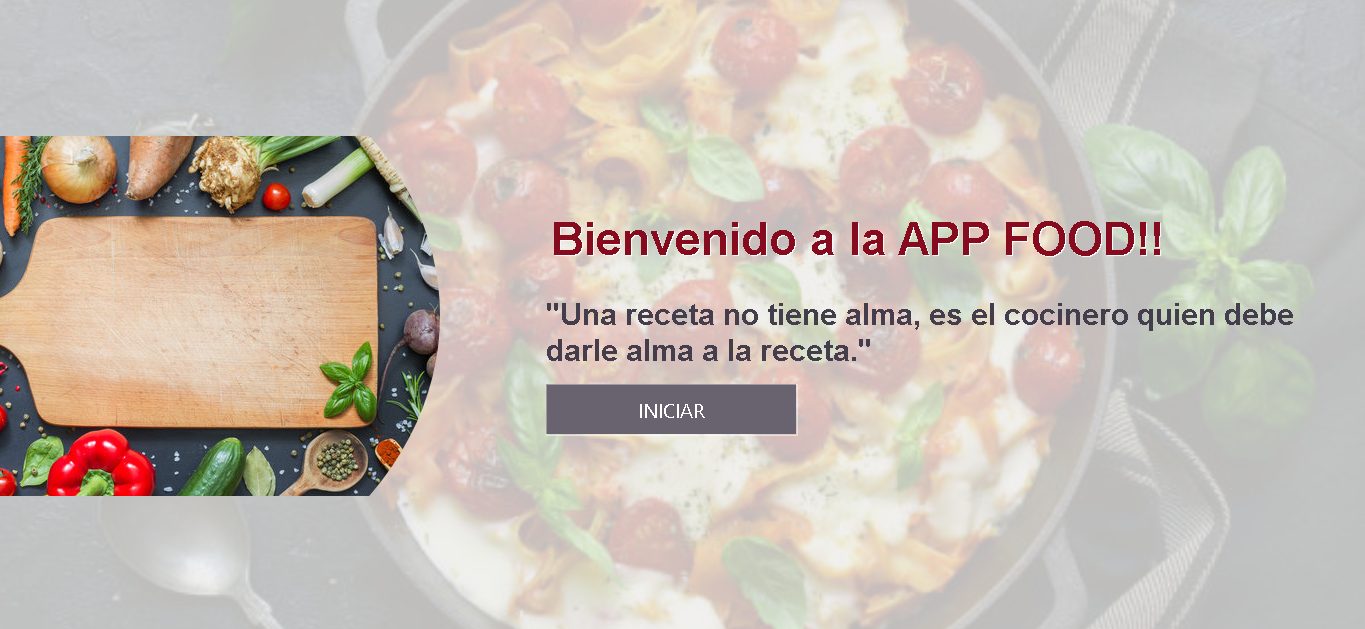 Bienvenido a la APP FOOD!!
"Una receta no tiene alma, es el cocinero quien debe
darle alma a la receta."
INICIAR